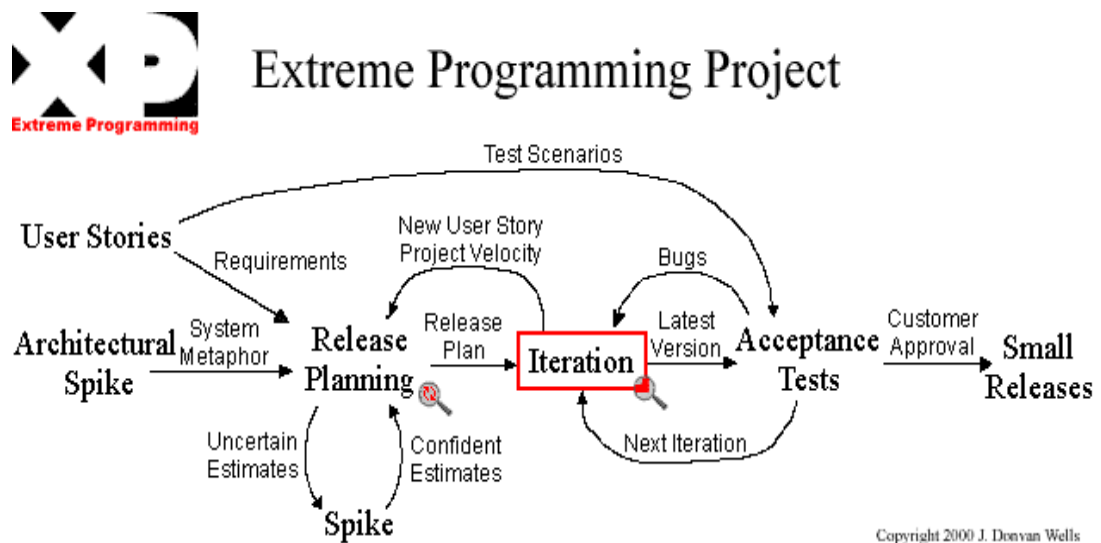 XP
Extreme Programming
Extreme Programming Project
Test Scenarios
User Stories
New User Story
Project Velocity
Requirements
Bugs
Architectural
Spike
System
Metaphor
Release
Planning
Release
Plan
Iteration
Latest
Version
Acceptance
Tests
Customer
Approval
Small
Releases
Uncertain
Estimates
Confident
Estimates
Next Iteration
Spike
Copyright 2000 J. Donvan Wells